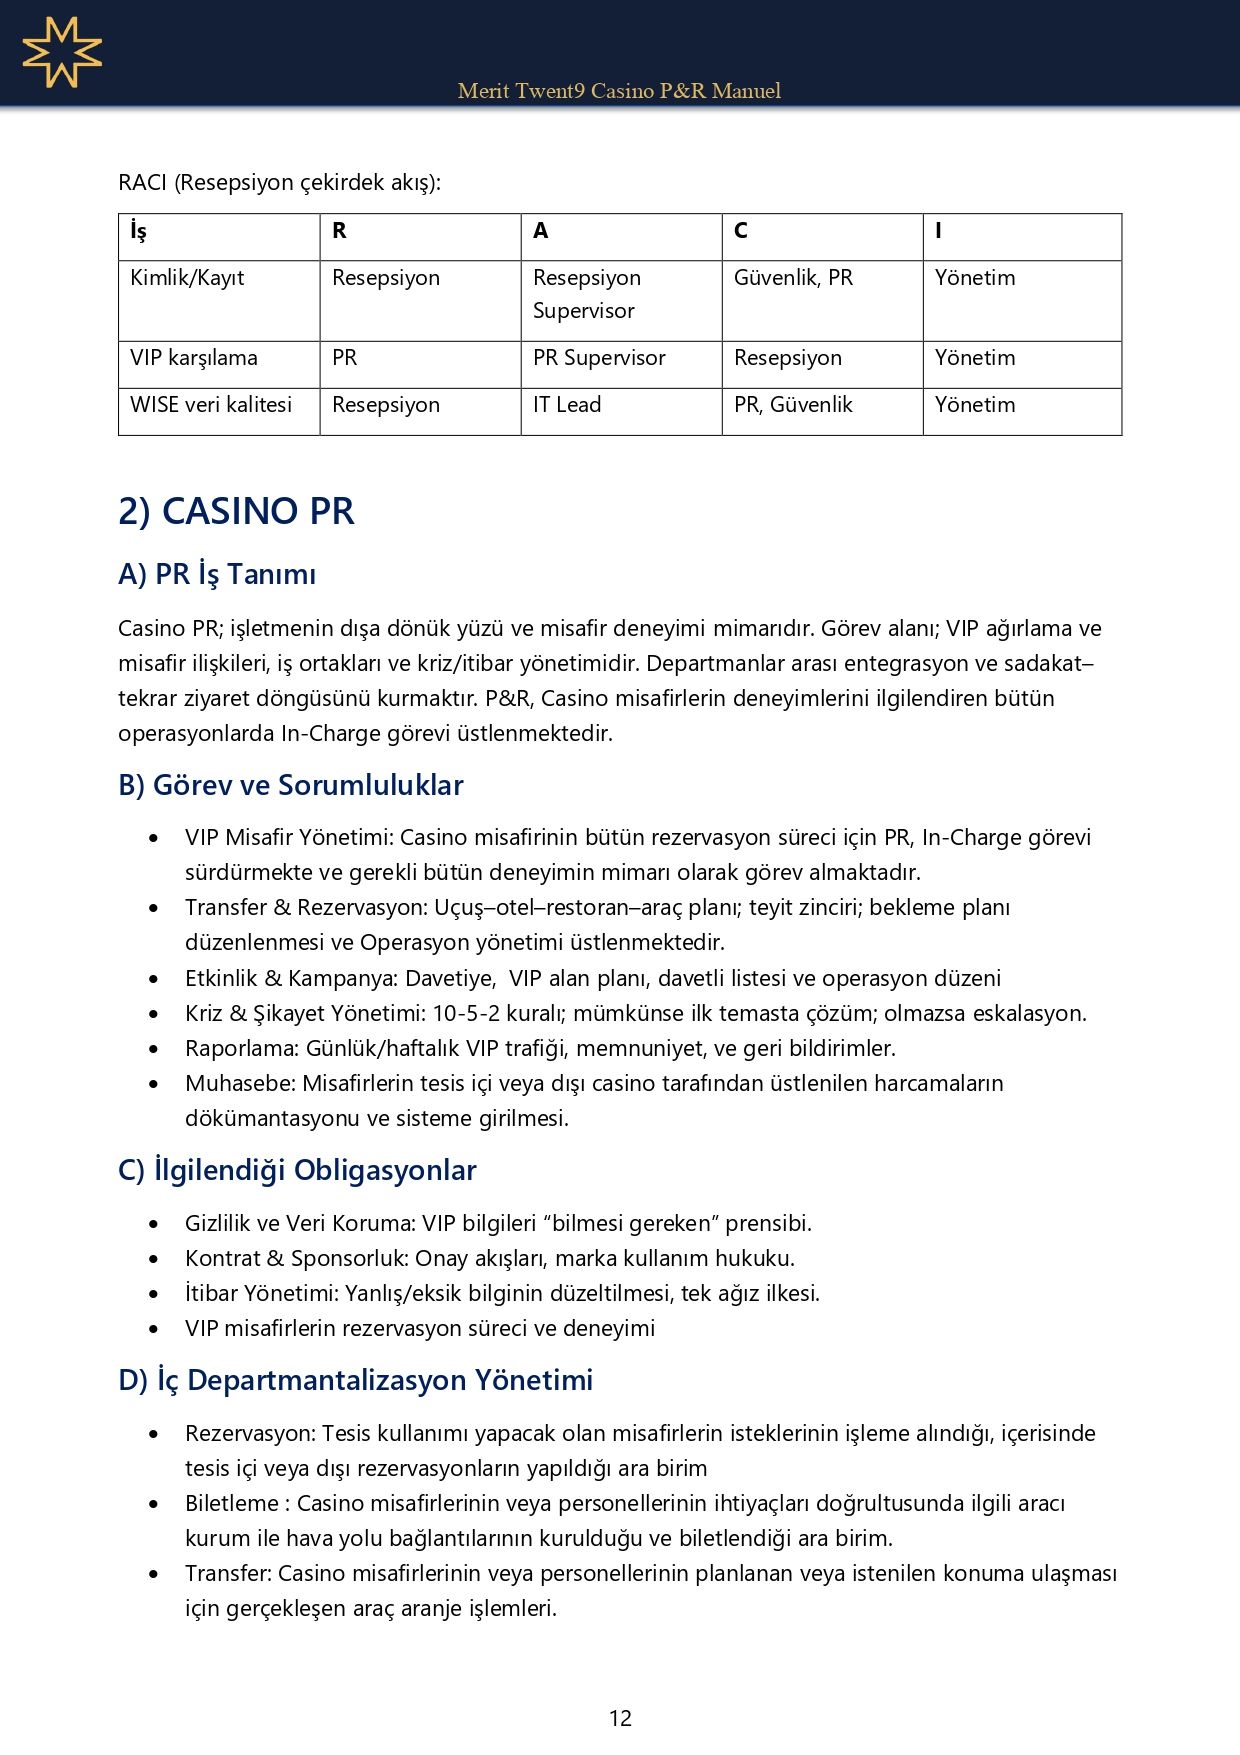 Merit Twent9 Casino P&R Manuel
RACI (Resepsiyon çekirdek akış):
İş R A C I
Kimlik/Kayıt Resepsiyon Resepsiyon Supervisor Güvenlik, PR Yönetim
VIP karşılama PR PR Supervisor Resepsiyon Yönetim
WISE veri kalitesi Resepsiyon IT Lead PR, Güvenlik Yönetim
2) CASINO PR
A) PR İş Tanımı
Casino PR; işletmenin dışa dönük yüzü ve misafir deneyimi mimarıdır. Görev alanı; VIP ağırlama ve
misafir ilişkileri, iş ortakları ve kriz/itibar yönetimidir. Departmanlar arası entegrasyon ve sadakat–
tekrar ziyaret döngüsünü kurmaktır. P&R, Casino misafirlerin deneyimlerini ilgilendiren bütün
operasyonlarda In-Charge görevi üstlenmektedir.
B) Görev ve Sorumluluklar
• VIP Misafir Yönetimi: Casino misafirinin bütün rezervasyon süreci için PR, In-Charge görevi
sürdürmekte ve gerekli bütün deneyimin mimarı olarak görev almaktadır.
• Transfer & Rezervasyon: Uçuş–otel–restoran–araç planı; teyit zinciri; bekleme planı
düzenlenmesi ve Operasyon yönetimi üstlenmektedir.
• Etkinlik & Kampanya: Davetiye,  VIP alan planı, davetli listesi ve operasyon düzeni
• Kriz & Şikayet Yönetimi: 10-5-2 kuralı; mümkünse ilk temasta çözüm; olmazsa eskalasyon.
• Raporlama: Günlük/haftalık VIP trafiği, memnuniyet, ve geri bildirimler.
• Muhasebe: Misafirlerin tesis içi veya dışı casino tarafından üstlenilen harcamaların
dökümantasyonu ve sisteme girilmesi.
C) İlgilendiği Obligasyonlar
• Gizlilik ve Veri Koruma: VIP bilgileri “bilmesi gereken” prensibi.
• Kontrat & Sponsorluk: Onay akışları, marka kullanım hukuku.
• İtibar Yönetimi: Yanlış/eksik bilginin düzeltilmesi, tek ağız ilkesi.
• VIP misafirlerin rezervasyon süreci ve deneyimi
D) İç Departmantalizasyon Yönetimi
• Rezervasyon: Tesis kullanımı yapacak olan misafirlerin isteklerinin işleme alındığı, içerisinde
tesis içi veya dışı rezervasyonların yapıldığı ara birim
• Biletleme : Casino misafirlerinin veya personellerinin ihtiyaçları doğrultusunda ilgili aracı
kurum ile hava yolu bağlantılarının kurulduğu ve biletlendiği ara birim.
• Transfer: Casino misafirlerinin veya personellerinin planlanan veya istenilen konuma ulaşması
için gerçekleşen araç aranje işlemleri.
12